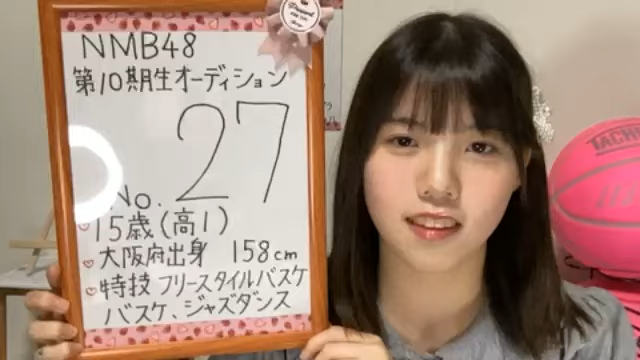 NMB48
第10期生オーディション
No. 27
15歳(高1)
大阪府出身 158cm
特技 フリースタイルバスケ
バスケ、ジャズダンス
TACH